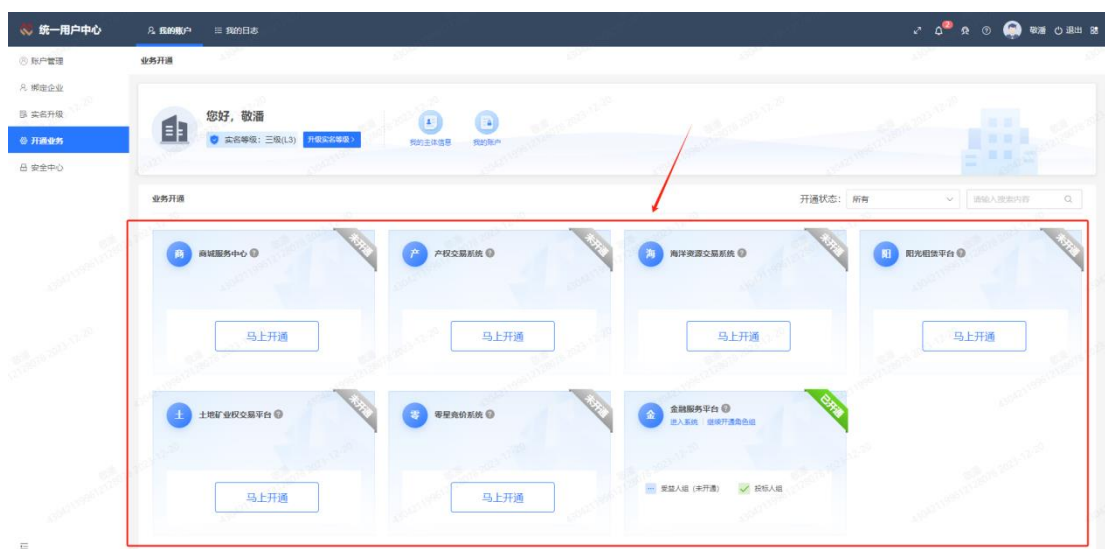 统一用户中心 我的账户 我的日志 2 敬潘 退出
账户管理 业务开通
绑定企业
实名升级
开通业务
安全中心
您好，敬潘
实名等级：三级(L3) 升级实名等级 >
我的主体信息 我的账户
业务开通 开通状态： 所有 请输入搜索内容
商 商城服务中心 未开通
马上开通
产 产权交易系统 未开通
马上开通
海 海洋资源交易系统 未开通
马上开通
阳 阳光租赁平台 未开通
马上开通
土 土地矿业权交易平台 未开通
马上开通
零 零星竞价系统 未开通
马上开通
金 金融服务平台 已开通
进入系统 继续开通角色组
受益人组（未开通） 投标人组